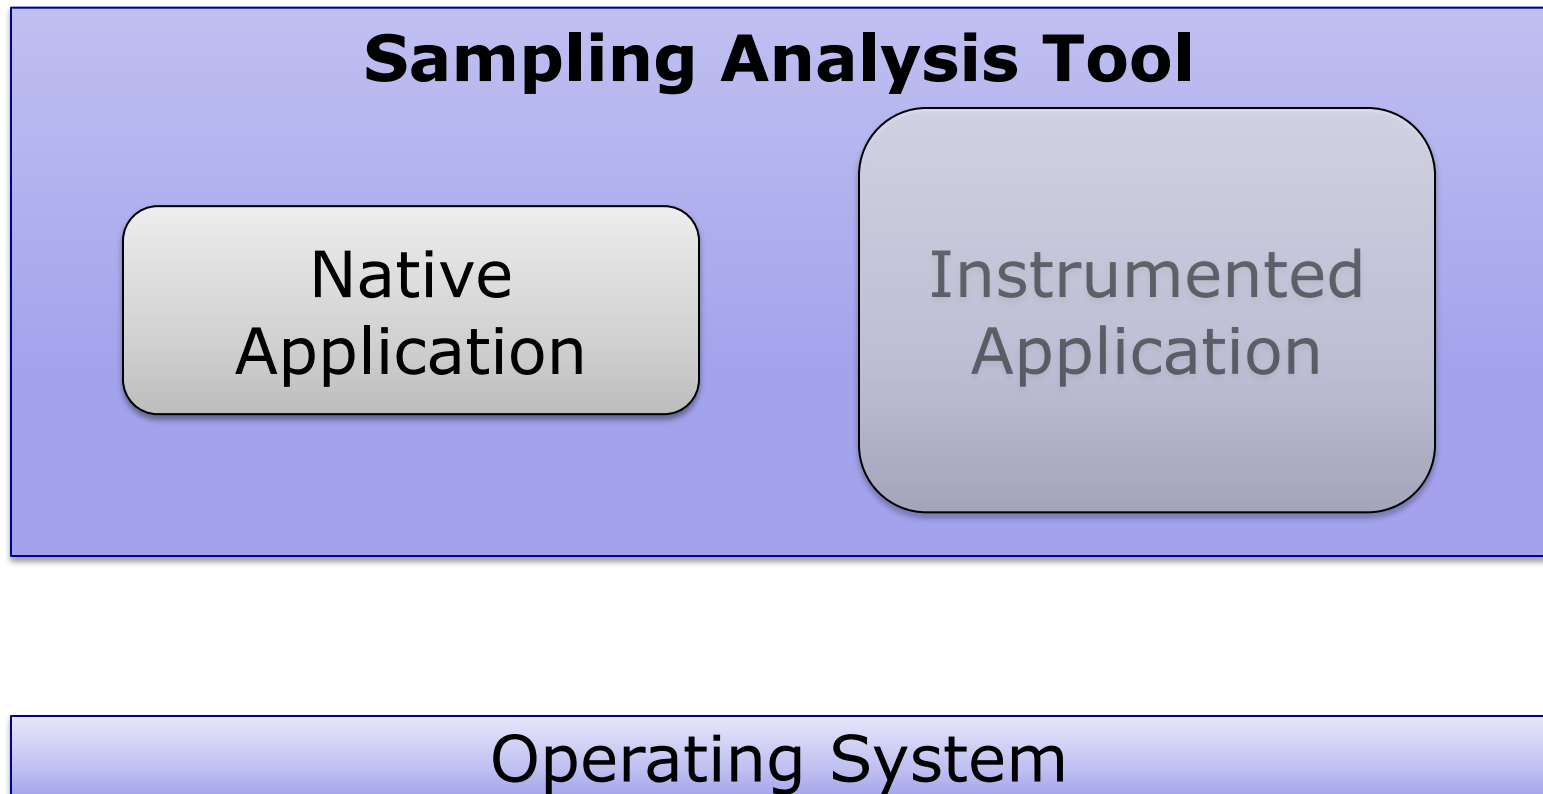 Sampling Analysis Tool
Native
Application
Instrumented
Application
Operating System